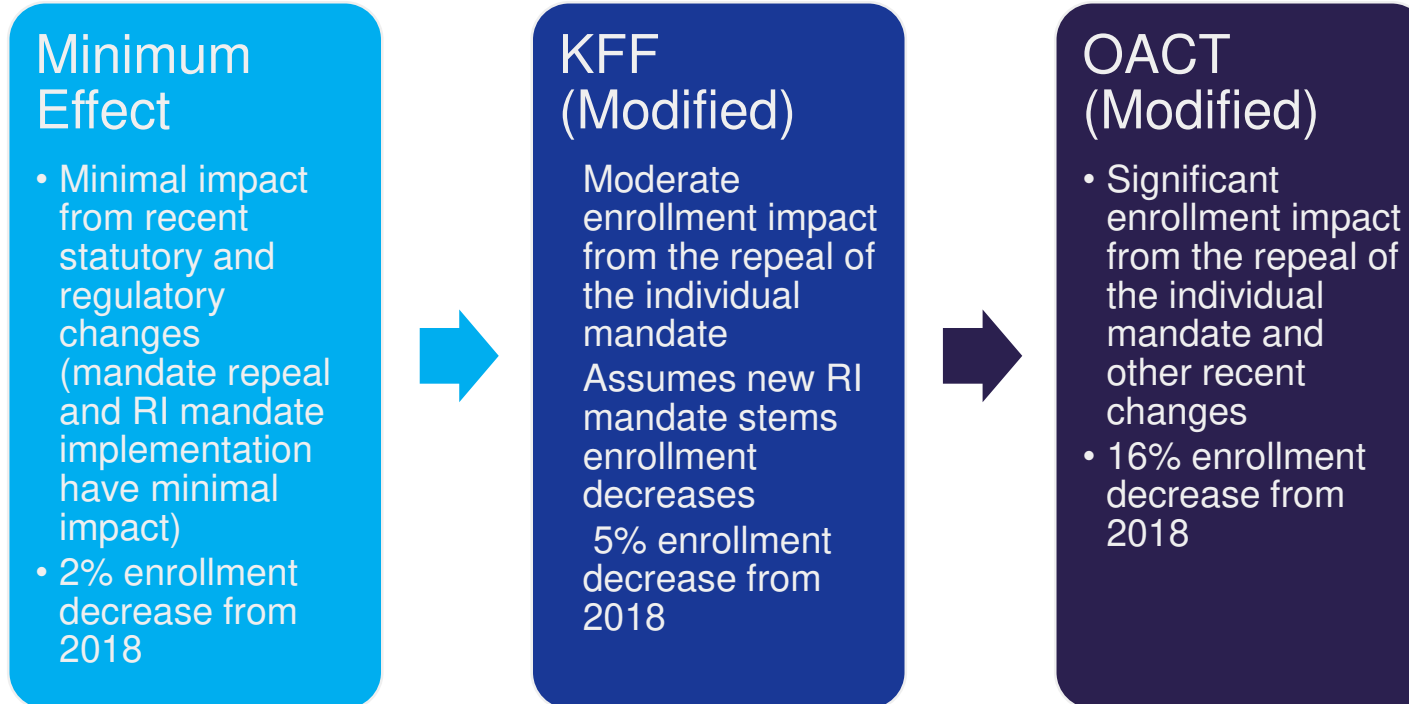 Minimum
Effect
• Minimal impact
from recent
statutory and
regulatory
changes
(mandate repeal
and RI mandate
implementation
have minimal
impact)
• 2% enrollment
decrease from
2018
KFF
(Modified)
Moderate
enrollment impact
from the repeal of
the individual
mandate
Assumes new RI
mandate stems
enrollment
decreases
5% enrollment
decrease from
2018
OACT
(Modified)
• Significant
enrollment impact
from the repeal of
the individual
mandate and
other recent
changes
• 16% enrollment
decrease from
2018